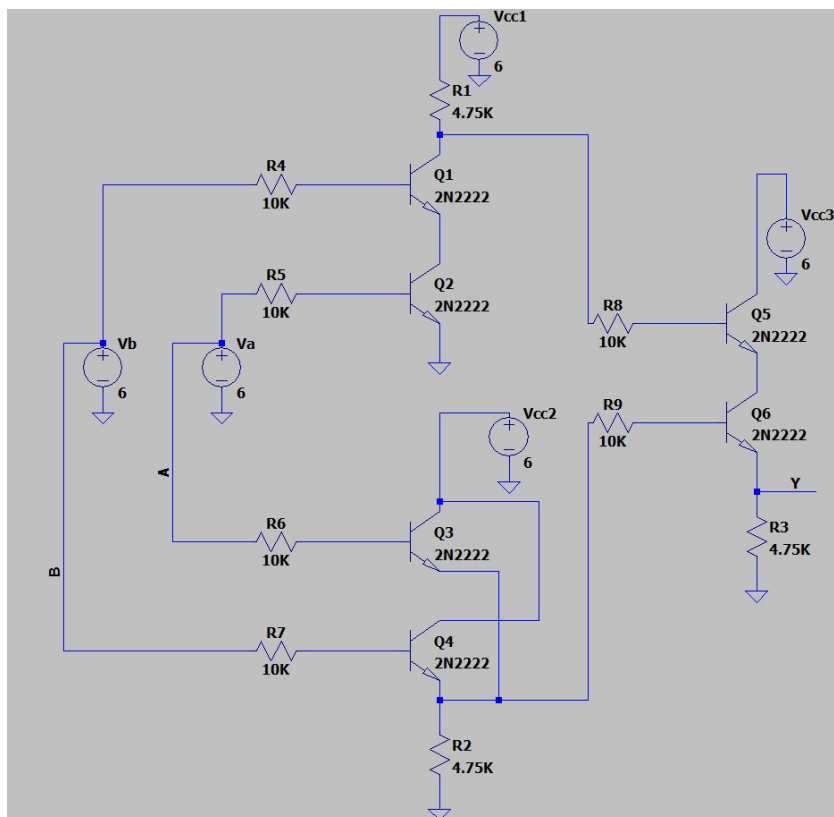 Vcc1
6
R1
4.75K
R4
10K
Q1
2N2222
Vcc3
6
R5
10K
Q2
2N2222
R8
10K
Q5
2N2222
Vb
6
Va
6
Vcc2
6
R9
10K
Q6
2N2222
A
Y
R6
10K
Q3
2N2222
R3
4.75K
B
R7
10K
Q4
2N2222
R2
4.75K